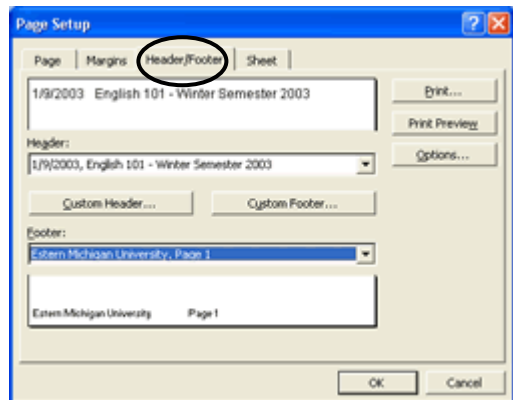 Page Setup
Page Margins Header/Footer Sheet
1/9/2003 English 101 - Winter Semester 2003
Print...
Print Preview
Options...
Header:
1/9/2003, English 101 - Winter Semester 2003
Custom Header... Custom Footer...
Footer:
Estern Michigan University, Page 1
Estern Michigan University Page 1
OK Cancel